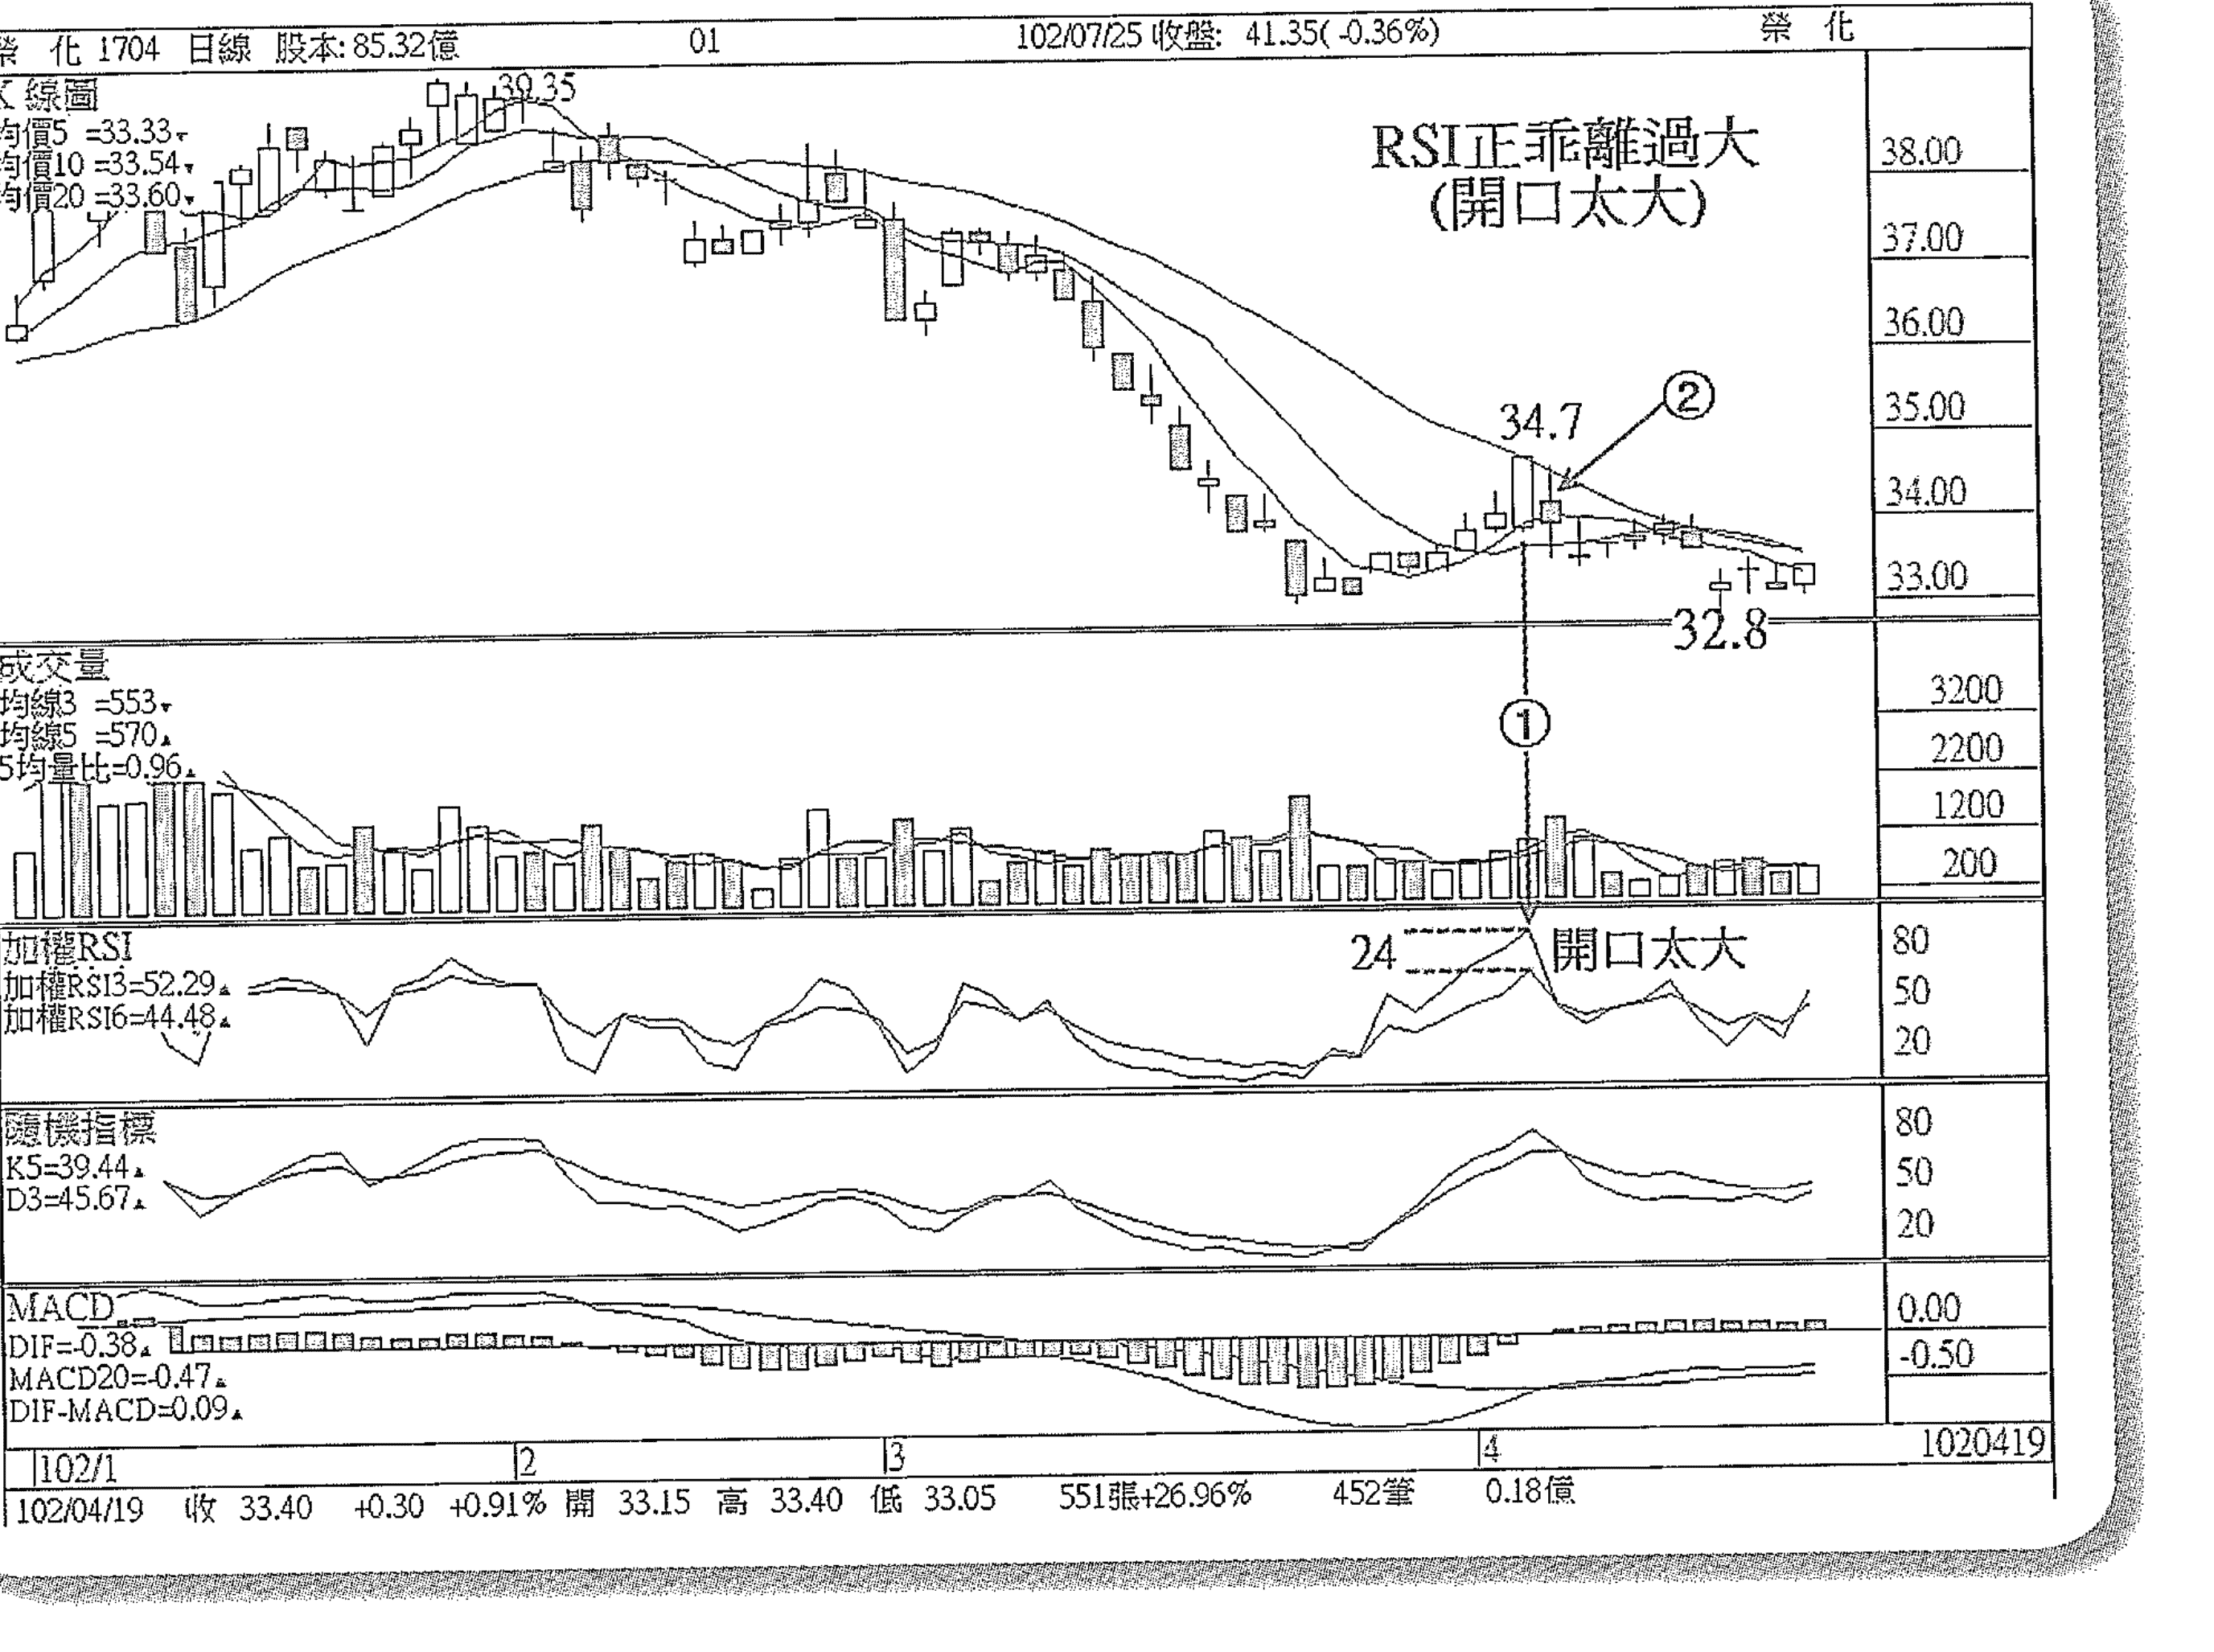 榮 化 1704 日線 股本: 85.32億 01 102/07/25 收盤: 41.35( -0.36%) 榮 化
K 線圖
均價5 =33.33▼
均價10 =33.54▼
均價20 =33.60▼
39.35
RSI正乖離過大
(開口太大)
38.00
37.00
36.00
35.00
34.00
33.00
34.7
②
32.8
成交量
均線3 =553▼
均線5 =570▲
5均量比=0.96▲
①
3200
2200
1200
200
加權RSI
加權RSI3=52.29▲
加權RSI6=44.48▲
24
開口太大
80
50
20
隨機指標
K5=39.44▲
D3=45.67▲
80
50
20
MACD
DIF=-0.38▲
MACD20=-0.47▲
DIF-MACD=0.09▲
0.00
-0.50
102/1 2 3 4 1020419
102/04/19 收 33.40 +0.30 +0.91% 開 33.15 高 33.40 低 33.05 551張+26.96% 452筆 0.18億